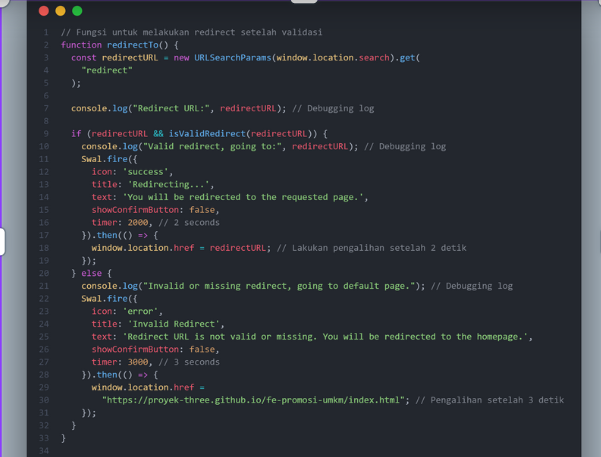 1 // Fungsi untuk melakukan redirect setelah validasi
2 function redirectTo() {
3   const redirectURL = new URLSearchParams(window.location.search).get(
4     "redirect"
5   );
6
7   console.log("Redirect URL:", redirectURL); // Debugging log
8
9   if (redirectURL && isValidRedirect(redirectURL)) {
10     console.log("Valid redirect, going to:", redirectURL); // Debugging log
11     Swal.fire({
12       icon: 'success',
13       title: 'Redirecting...',
14       text: 'You will be redirected to the requested page.',
15       showConfirmButton: false,
16       timer: 2000, // 2 seconds
17     }).then(() => {
18       window.location.href = redirectURL; // Lakukan pengalihan setelah 2 detik
19     });
20   } else {
21     console.log("Invalid or missing redirect, going to default page."); // Debugging log
22     Swal.fire({
23       icon: 'error',
24       title: 'Invalid Redirect',
25       text: 'Redirect URL is not valid or missing. You will be redirected to the homepage.',
26       showConfirmButton: false,
27       timer: 3000, // 3 seconds
28     }).then(() => {
29       window.location.href =
30         "https://proyek-three.github.io/fe-promosi-umkm/index.html"; // Pengalihan setelah 3 detik
31     });
32   }
33 }
34